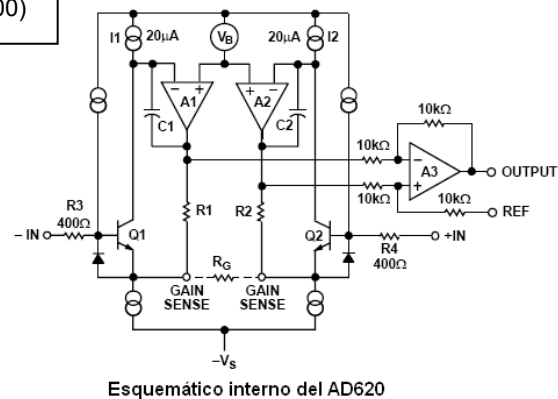 00)
I1
20µA
VB
20µA
I2
− +
+ −
A1
A2
C1
C2
10kΩ
10kΩ
−
+
A3
OUTPUT
10kΩ
10kΩ
REF
R3
400Ω
R1
R2
− IN
Q1
Q2
+IN
R4
400Ω
RG
GAIN
SENSE
GAIN
SENSE
−VS
Esquemático interno del AD620